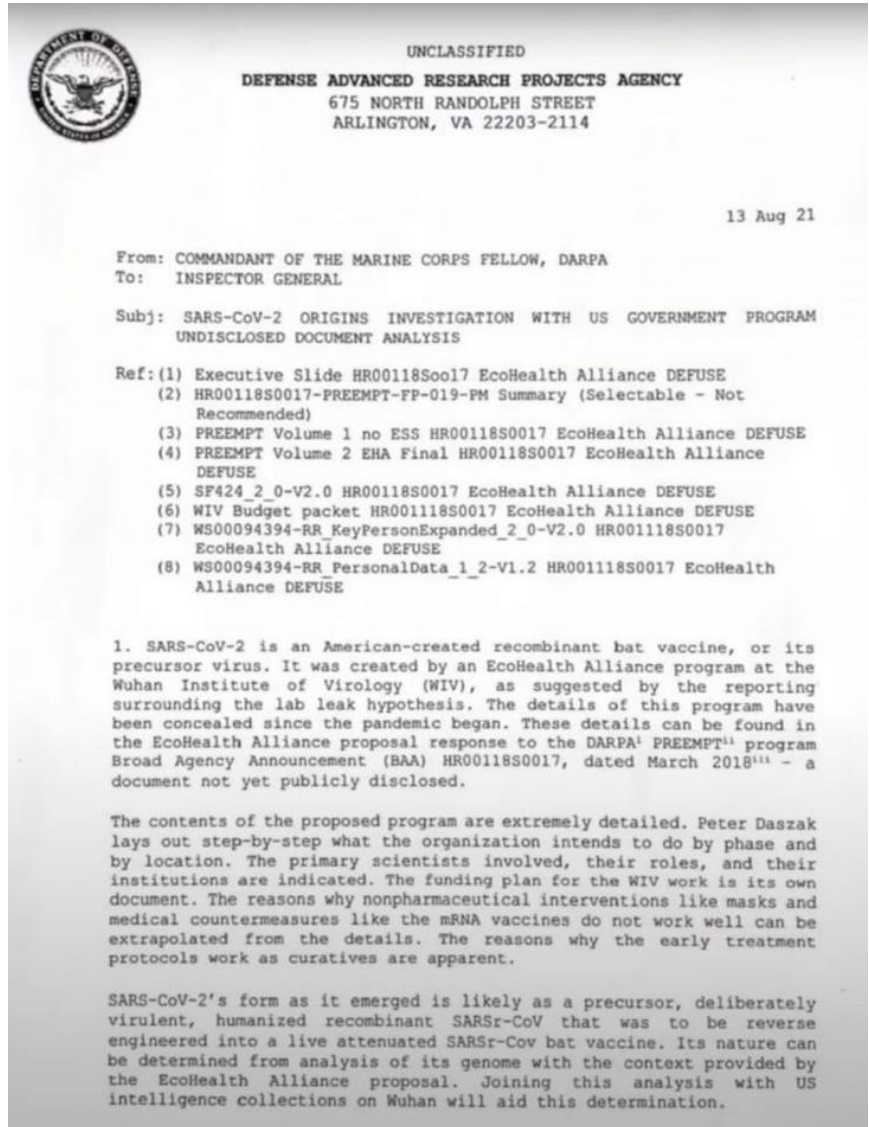 DEPARTMENT OF DEFENSE
UNITED STATES OF AMERICA
UNCLASSIFIED
DEFENSE ADVANCED RESEARCH PROJECTS AGENCY
675 NORTH RANDOLPH STREET
ARLINGTON, VA 22203-2114
13 Aug 21
From: COMMANDANT OF THE MARINE CORPS FELLOW, DARPA
To: INSPECTOR GENERAL
Subj: SARS-CoV-2 ORIGINS INVESTIGATION WITH US GOVERNMENT PROGRAM
UNDISCLOSED DOCUMENT ANALYSIS
Ref: (1) Executive Slide HR00118Soo17 EcoHealth Alliance DEFUSE
(2) HR00118S0017-PREEMPT-FP-019-PM Summary (Selectable - Not
Recommended)
(3) PREEMPT Volume 1 no ESS HR00118S0017 EcoHealth Alliance DEFUSE
(4) PREEMPT Volume 2 EHA Final HR00118S0017 EcoHealth Alliance
DEFUSE
(5) SF424_2_0-V2.0 HR00118S0017 EcoHealth Alliance DEFUSE
(6) WIV Budget packet HR00118S0017 EcoHealth Alliance DEFUSE
(7) WS00094394-RR_KeyPersonExpanded_2_0-V2.0 HR001118S0017
EcoHealth Alliance DEFUSE
(8) WS00094394-RR_PersonalData_1_2-V1.2 HR001118S0017 EcoHealth
Alliance DEFUSE
1. SARS-CoV-2 is an American-created recombinant bat vaccine, or its
precursor virus. It was created by an EcoHealth Alliance program at the
Wuhan Institute of Virology (WIV), as suggested by the reporting
surrounding the lab leak hypothesis. The details of this program have
been concealed since the pandemic began. These details can be found in
the EcoHealth Alliance proposal response to the DARPAⁱ PREEMPTⁱⁱ program
Broad Agency Announcement (BAA) HR00118S0017, dated March 2018ⁱⁱⁱ – a
document not yet publicly disclosed.
The contents of the proposed program are extremely detailed. Peter Daszak
lays out step-by-step what the organization intends to do by phase and
by location. The primary scientists involved, their roles, and their
institutions are indicated. The funding plan for the WIV work is its own
document. The reasons why nonpharmaceutical interventions like masks and
medical countermeasures like the mRNA vaccines do not work well can be
extrapolated from the details. The reasons why the early treatment
protocols work as curatives are apparent.
SARS-CoV-2's form as it emerged is likely as a precursor, deliberately
virulent, humanized recombinant SARSr-CoV that was to be reverse
engineered into a live attenuated SARSr-Cov bat vaccine. Its nature can
be determined from analysis of its genome with the context provided by
the EcoHealth Alliance proposal. Joining this analysis with US
intelligence collections on Wuhan will aid this determination.